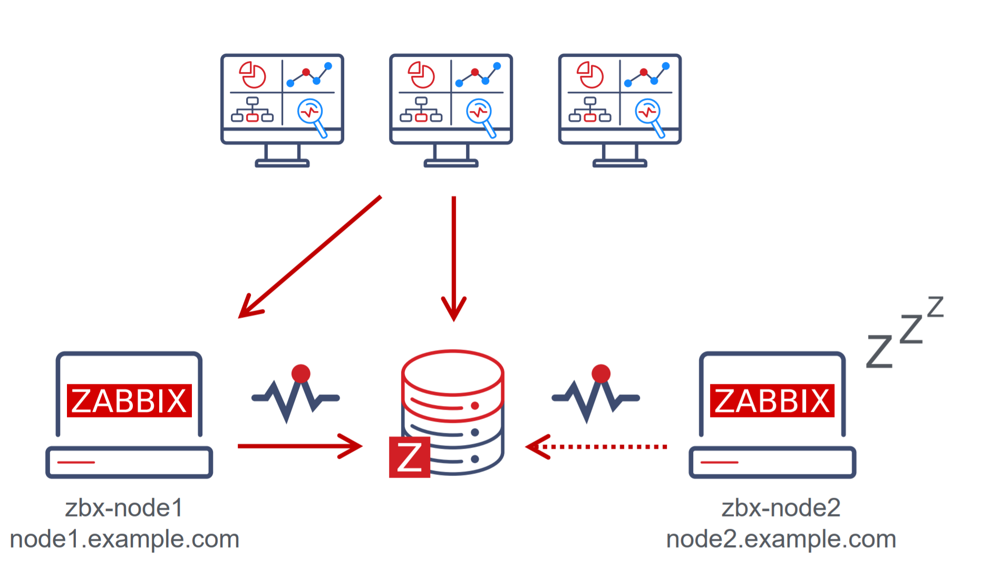 z
Z
Z
ZABBIX
ZABBIX
Z
zbx-node1
node1.example.com
zbx-node2
node2.example.com